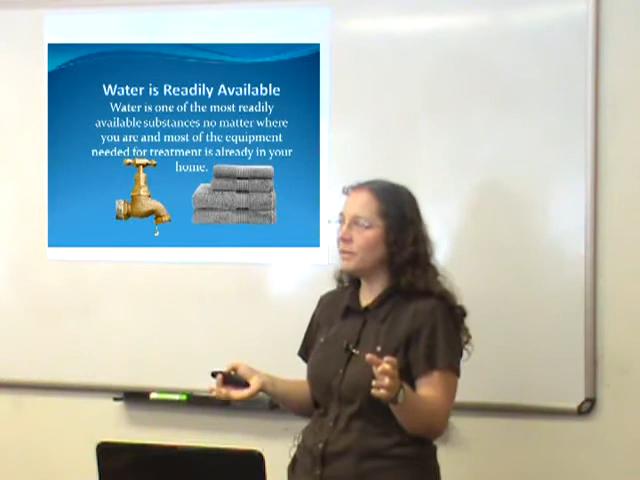 Water is Readily Available
Water is one of the most readily
available substances no matter where
you are and most of the equipment
needed for treatment is already in your
home.